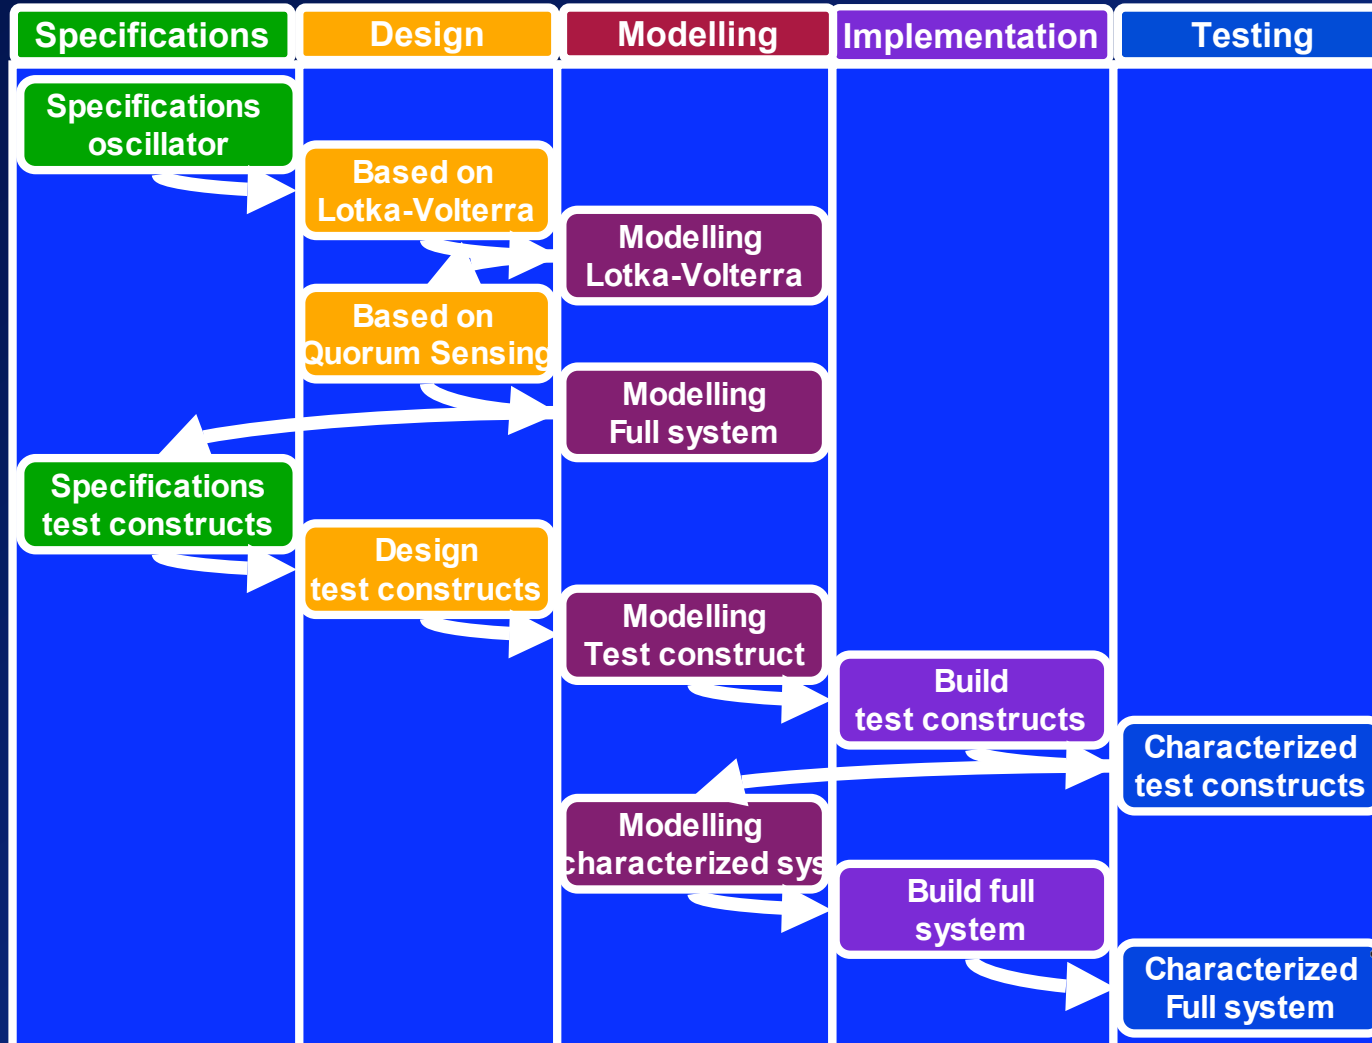 Specifications
Design
Modelling
Implementation
Testing
Specifications
oscillator
Based on
Lotka-Volterra
Modelling
Lotka-Volterra
Based on
Quorum Sensing
Modelling
Full system
Specifications
test constructs
Design
test constructs
Modelling
Test construct
Build
test constructs
Characterized
test constructs
Modelling
characterized sys
Build full
system
Characterized
Full system